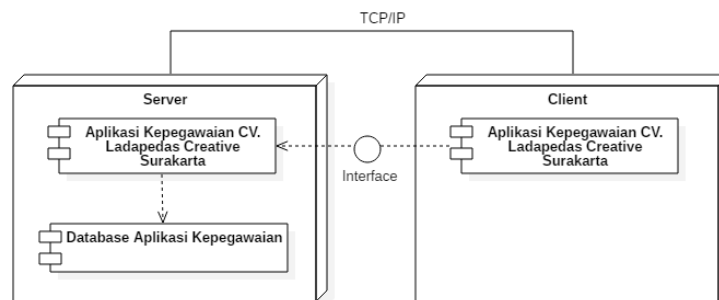 TCP/IP
Server
Client
Aplikasi Kepegawaian CV.
Ladapedas Creative
Surakarta
Aplikasi Kepegawaian CV.
Ladapedas Creative
Surakarta
Interface
Database Aplikasi Kepegawaian